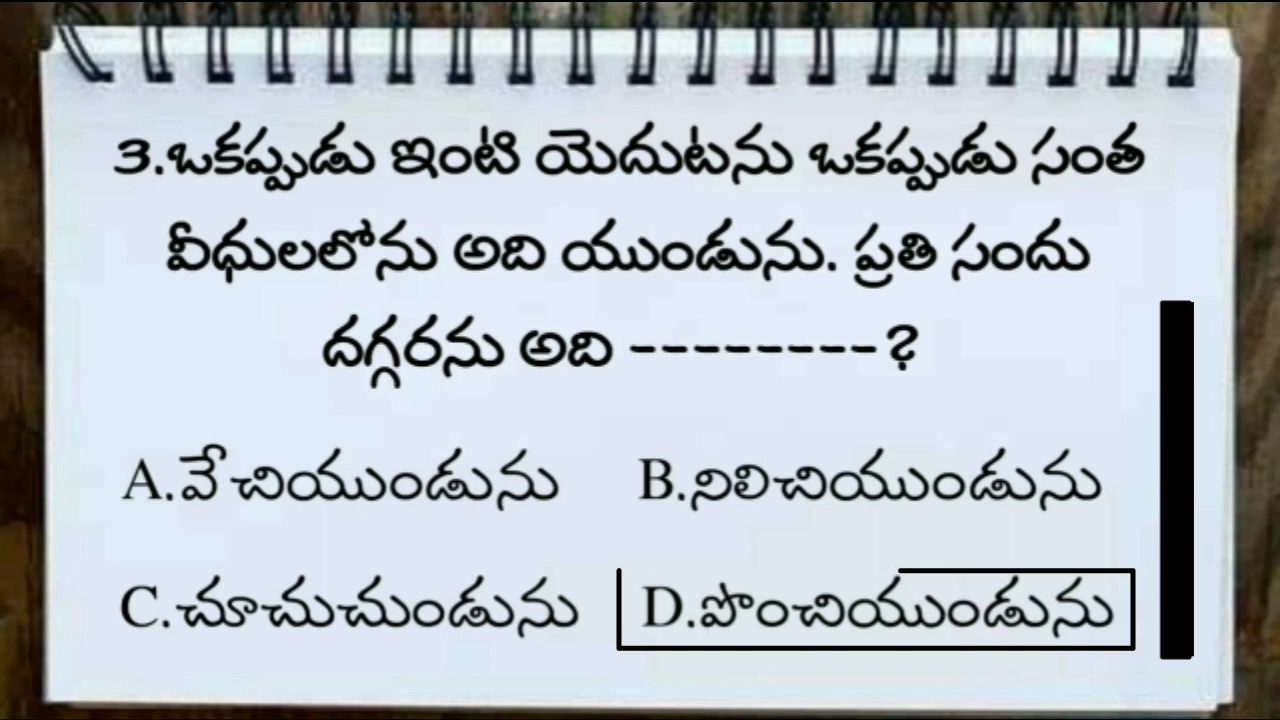 3.ఒకప్పుడు ఇంటి యెదుటను ఒకప్పుడు సంత
వీధులలోను అది యుండును. ప్రతి సందు
దగ్గరను అది ---------?
A.వేచియుండును B.నిలిచియుండును
C.చూచుచుండును D.పొంచియుండును